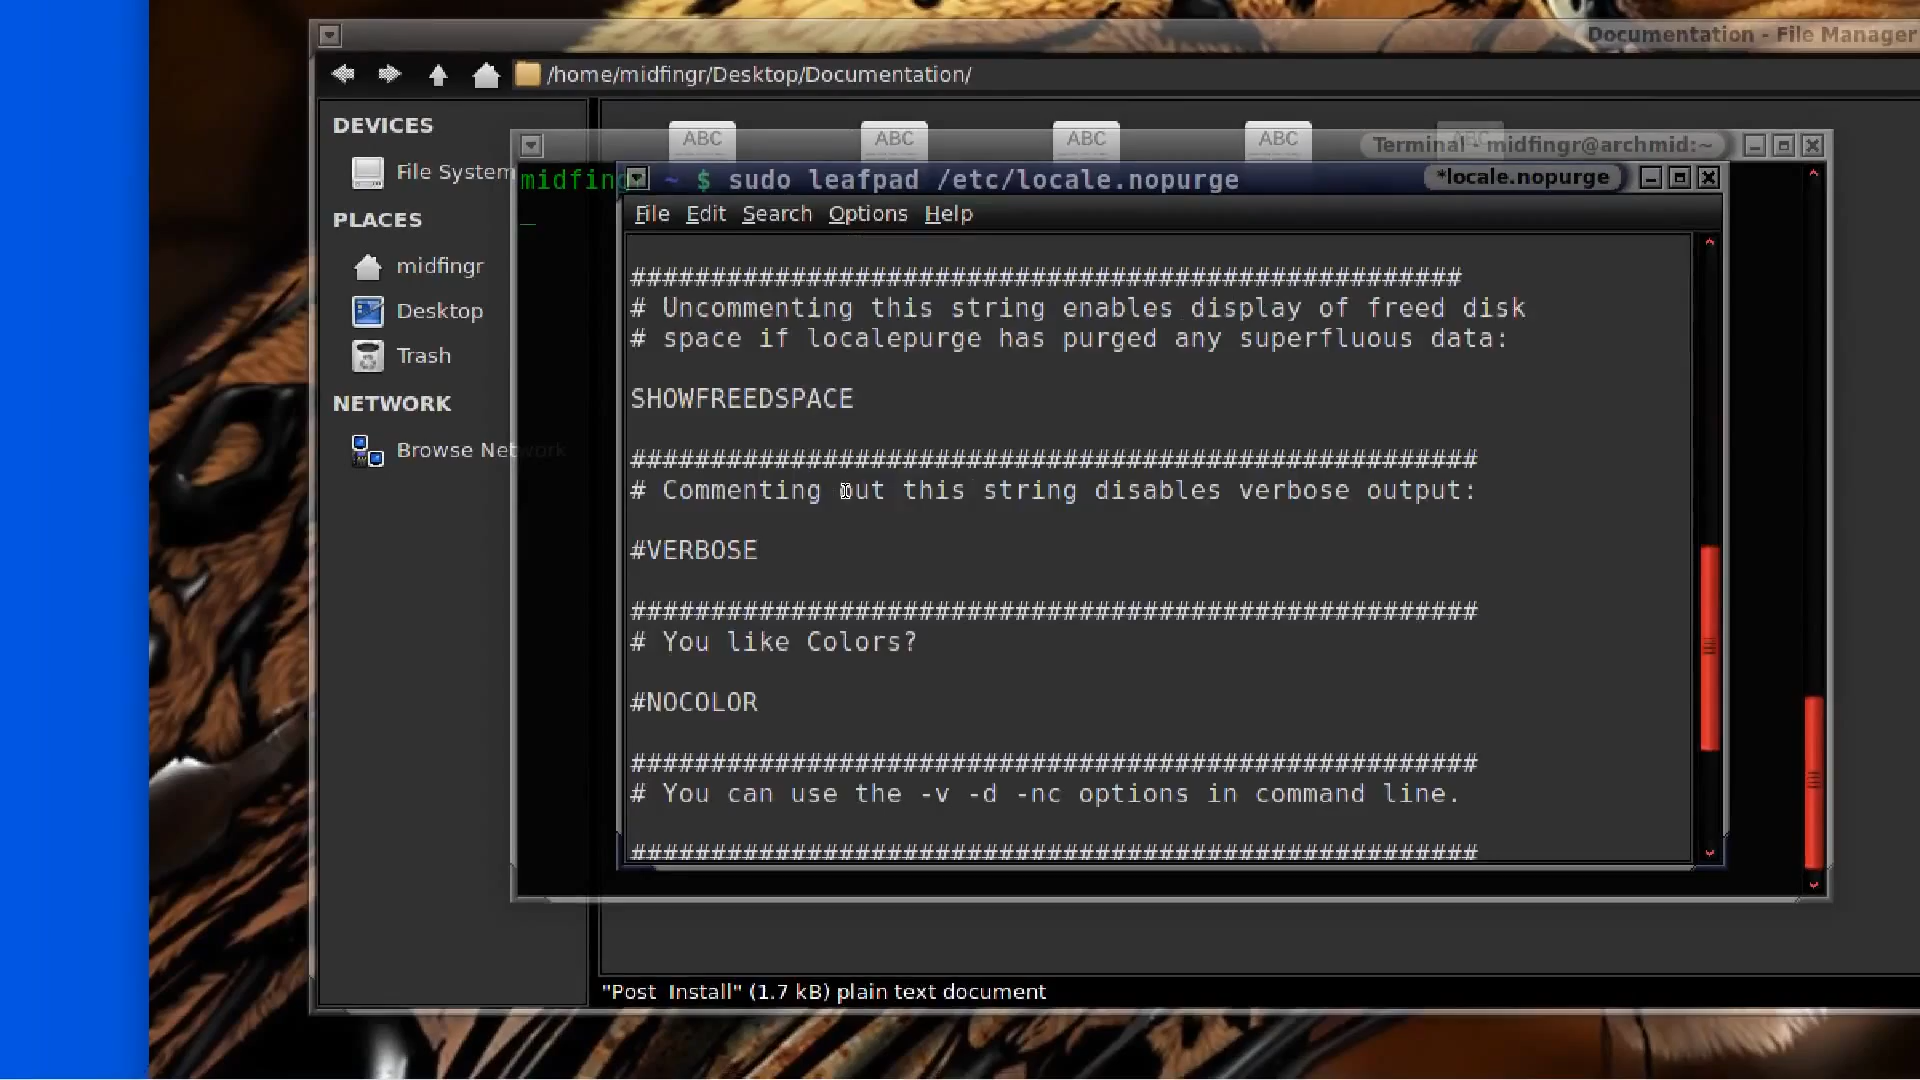 Documentation - File Manager
/home/midfingr/Desktop/Documentation/
DEVICES
File System
PLACES
midfingr
Desktop
Trash
NETWORK
Browse Network
ABC
ABC
ABC
ABC
ABC
Terminal - midfingr@archmid:~
midfing ~ $ sudo leafpad /etc/locale.nopurge
*locale.nopurge
File Edit Search Options Help
####################################################
# Uncommenting this string enables display of freed disk
# space if localepurge has purged any superfluous data:
SHOWFREEDSPACE
#####################################################
# Commenting out this string disables verbose output:
#VERBOSE
#####################################################
# You like Colors?
#NOCOLOR
#####################################################
# You can use the -v -d -nc options in command line.
#####################################################
"Post Install" (1.7 kB) plain text document